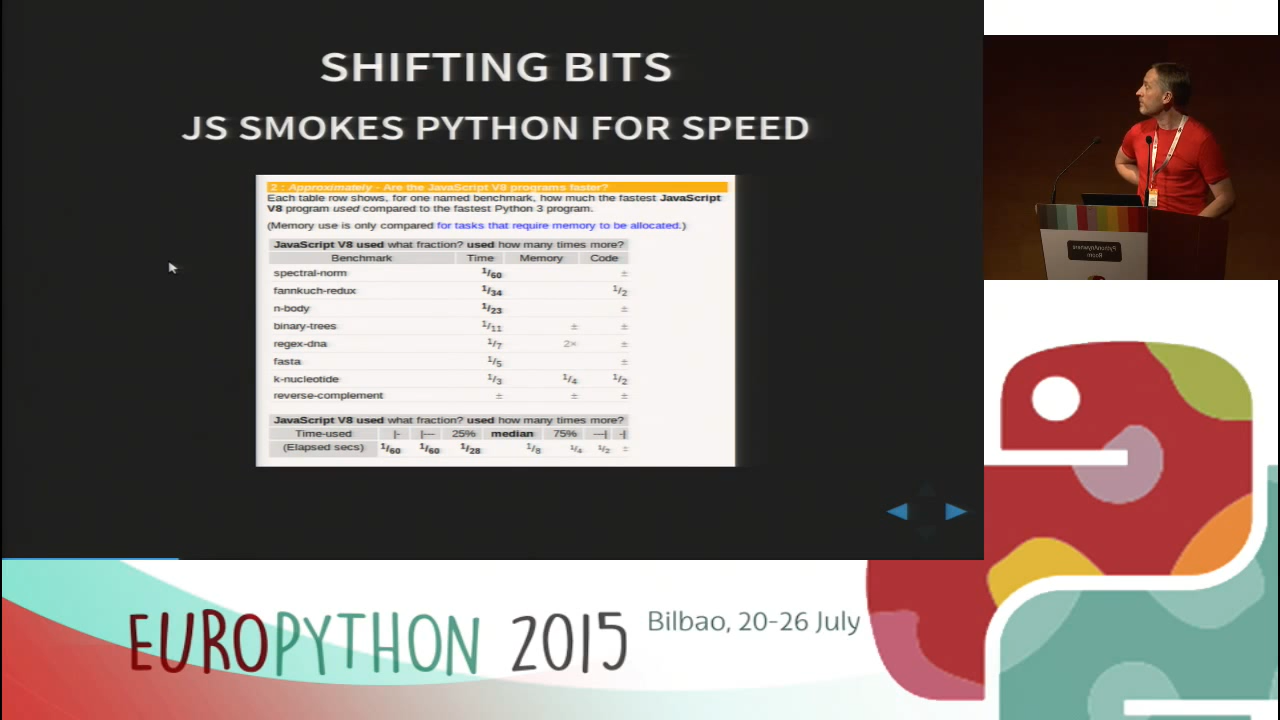 SHIFTING BITS
JS SMOKES PYTHON FOR SPEED
2 : Approximately - Are the JavaScript V8 programs faster?
Each table row shows, for one named benchmark, how much the fastest JavaScript
V8 program used compared to the fastest Python 3 program.
(Memory use is only compared for tasks that require memory to be allocated.)
JavaScript V8 used what fraction? used how many times more?
Benchmark Time Memory Code
spectral-norm 1/60 ±
fannkuch-redux 1/34 1/2
n-body 1/23 ±
binary-trees 1/11 ± ±
regex-dna 1/7 2× ±
fasta 1/5 ±
k-nucleotide 1/3 1/4 1/2
reverse-complement ± ± ±
JavaScript V8 used what fraction? used how many times more?
Time-used |- |--- 25% median 75% ---| -|
(Elapsed secs) 1/60 1/60 1/28 1/8 1/4 1/2 ±
EUROPYTHON 2015
Bilbao, 20-26 July